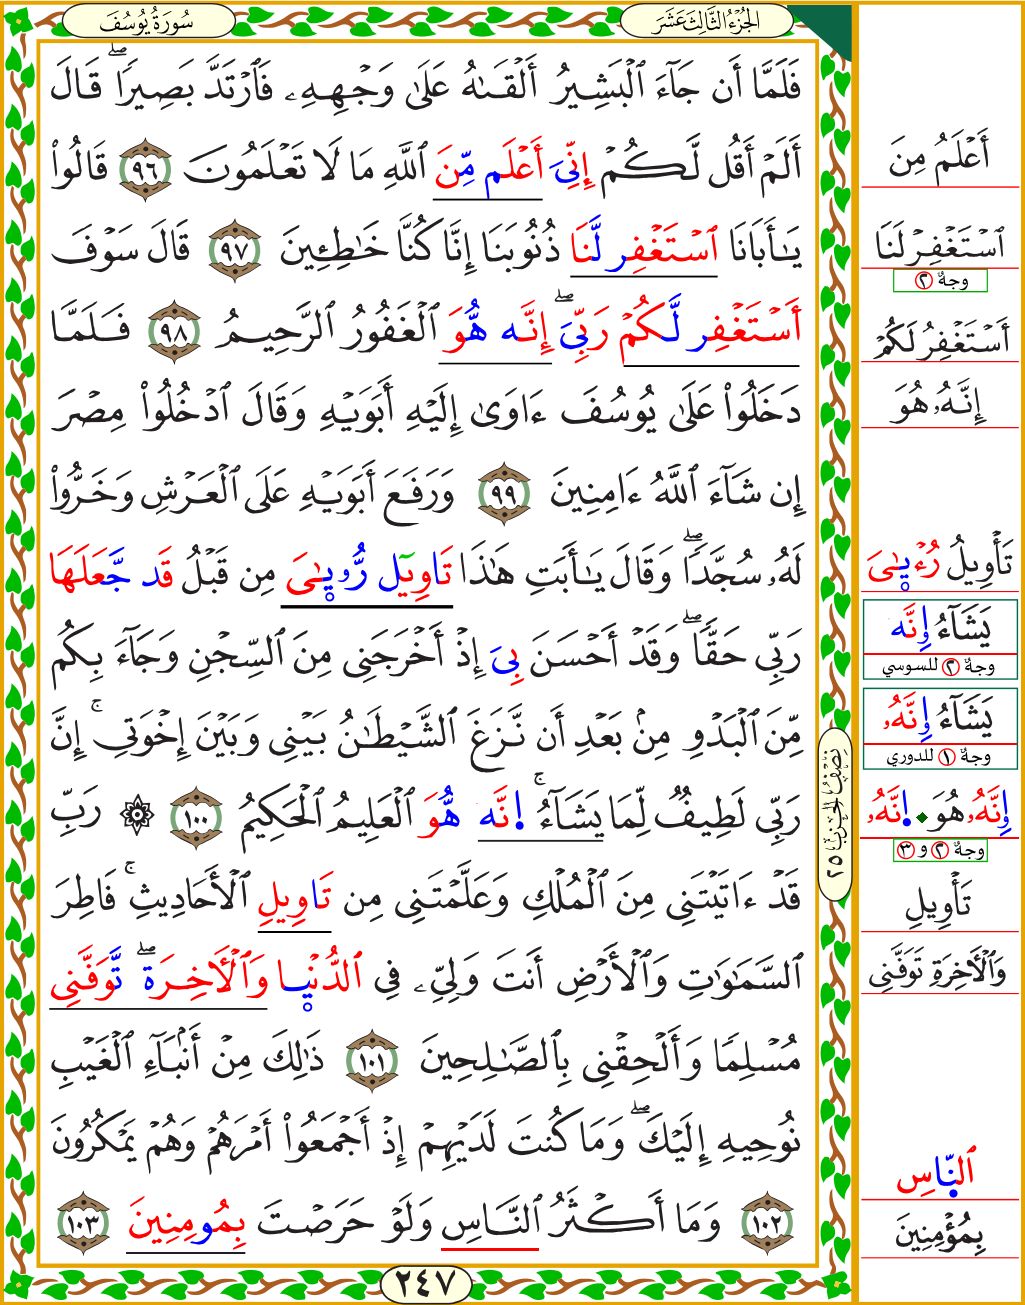 سُورَةُ يُوسُفَ
الجُزْءُ الثَّالِثَ عَشَرَ
فَلَمَّا أَن جَآءَ ٱلْبَشِيرُ أَلْقَىٰهُ عَلَىٰ وَجْهِهِۦ فَٱرْتَدَّ بَصِيرًاۖ قَالَ
أَلَمْ أَقُل لَّكُمْ إِنِّيَ أَعْلَم مِّنَ ٱللَّهِ مَا لَا تَعْلَمُونَ ٩٦ قَالُوا۟
يَـٰٓأَبَانَا ٱسْتَغْفِر لَّنَا ذُنُوبَنَا إِنَّا كُنَّا خَـٰطِـِٔينَ ٩٧ قَالَ سَوْفَ
أَسْتَغْفِر لَّكُمْ رَبِّيَۖ إِنَّه هُّوَ ٱلْغَفُورُ ٱلرَّحِيمُ ٩٨ فَلَمَّا
دَخَلُوا۟ عَلَىٰ يُوسُفَ ءَاوَىٰ إِلَيْهِ أَبَوَيْهِ وَقَالَ ٱدْخُلُوا۟ مِصْرَ
إِن شَآءَ ٱللَّهُ ءَامِنِينَ ٩٩ وَرَفَعَ أَبَوَيْهِ عَلَى ٱلْعَرْشِ وَخَرُّوا۟
لَهُۥ سُجَّدًاۖ وَقَالَ يَـٰٓأَبَتِ هَـٰذَا تَاوِيل رُّوۡيَـٰىَ مِن قَبْلُ قَد جَّعَلَهَا
رَبِّي حَقًّاۖ وَقَدْ أَحْسَنَ بِيَ إِذْ أَخْرَجَنِي مِنَ ٱلسِّجْنِ وَجَآءَ بِكُم
مِّنَ ٱلْبَدْوِ مِنۢ بَعْدِ أَن نَّزَغَ ٱلشَّيْطَـٰنُ بَيْنِي وَبَيْنَ إِخْوَتِيۚ إِنَّ
رَبِّي لَطِيفٌ لِّمَا يَشَآءُۚ اِنَّه هُّوَ ٱلْعَلِيمُ ٱلْحَكِيمُ ١٠٠ ۞ رَبِّ
قَدْ ءَاتَيْتَنِي مِنَ ٱلْمُلْكِ وَعَلَّمْتَنِي مِن تَاوِيلِ ٱلْأَحَادِيثِۚ فَاطِرَ
ٱلسَّمَـٰوَٰتِ وَٱلْأَرْضِ أَنتَ وَلِيِّۦ فِي ٱلدُّنْيـا وَٱلْأَخِرَةۖ تَّوَفَّنِي
مُسْلِمًا وَأَلْحِقْنِي بِٱلصَّـٰلِحِينَ ١٠١ ذَٰلِكَ مِنْ أَنۢبَآءِ ٱلْغَيْبِ
نُوحِيهِ إِلَيْكَۖ وَمَا كُنتَ لَدَيْهِمْ إِذْ أَجْمَعُوٓا۟ أَمْرَهُمْ وَهُمْ يَمْكُرُونَ
١٠٢ وَمَا أَكْثَرُ ٱلنَّاسِ وَلَوْ حَرَصْتَ بِمُومِنِينَ ١٠٣
٢٤٧
أَعْلَمُ مِنَ
ٱسْتَغْفِرْ لَنَا
وجهٌ ٢
أَسْتَغْفِرُ لَكُمْ
إِنَّهُۥ هُوَ
تَأْوِيلُ رُءْيَـٰىَ
يَشَآءُ وِنَّه
وجهٌ ٢ للسوسي
يَشَآءُ وِنَّهُۥ
وجهٌ ١ للدوري
إِنَّهُۥ هُوَ • اِنَّهُۥ
وجهٌ ٢ و ٣
تَأْوِيلِ
وَٱلْأَخِرَةِ تَوَفَّنِي
ٱلنَّاسِ
بِمُؤْمِنِينَ
نِصْفُ الحِزْبِ ٢٥